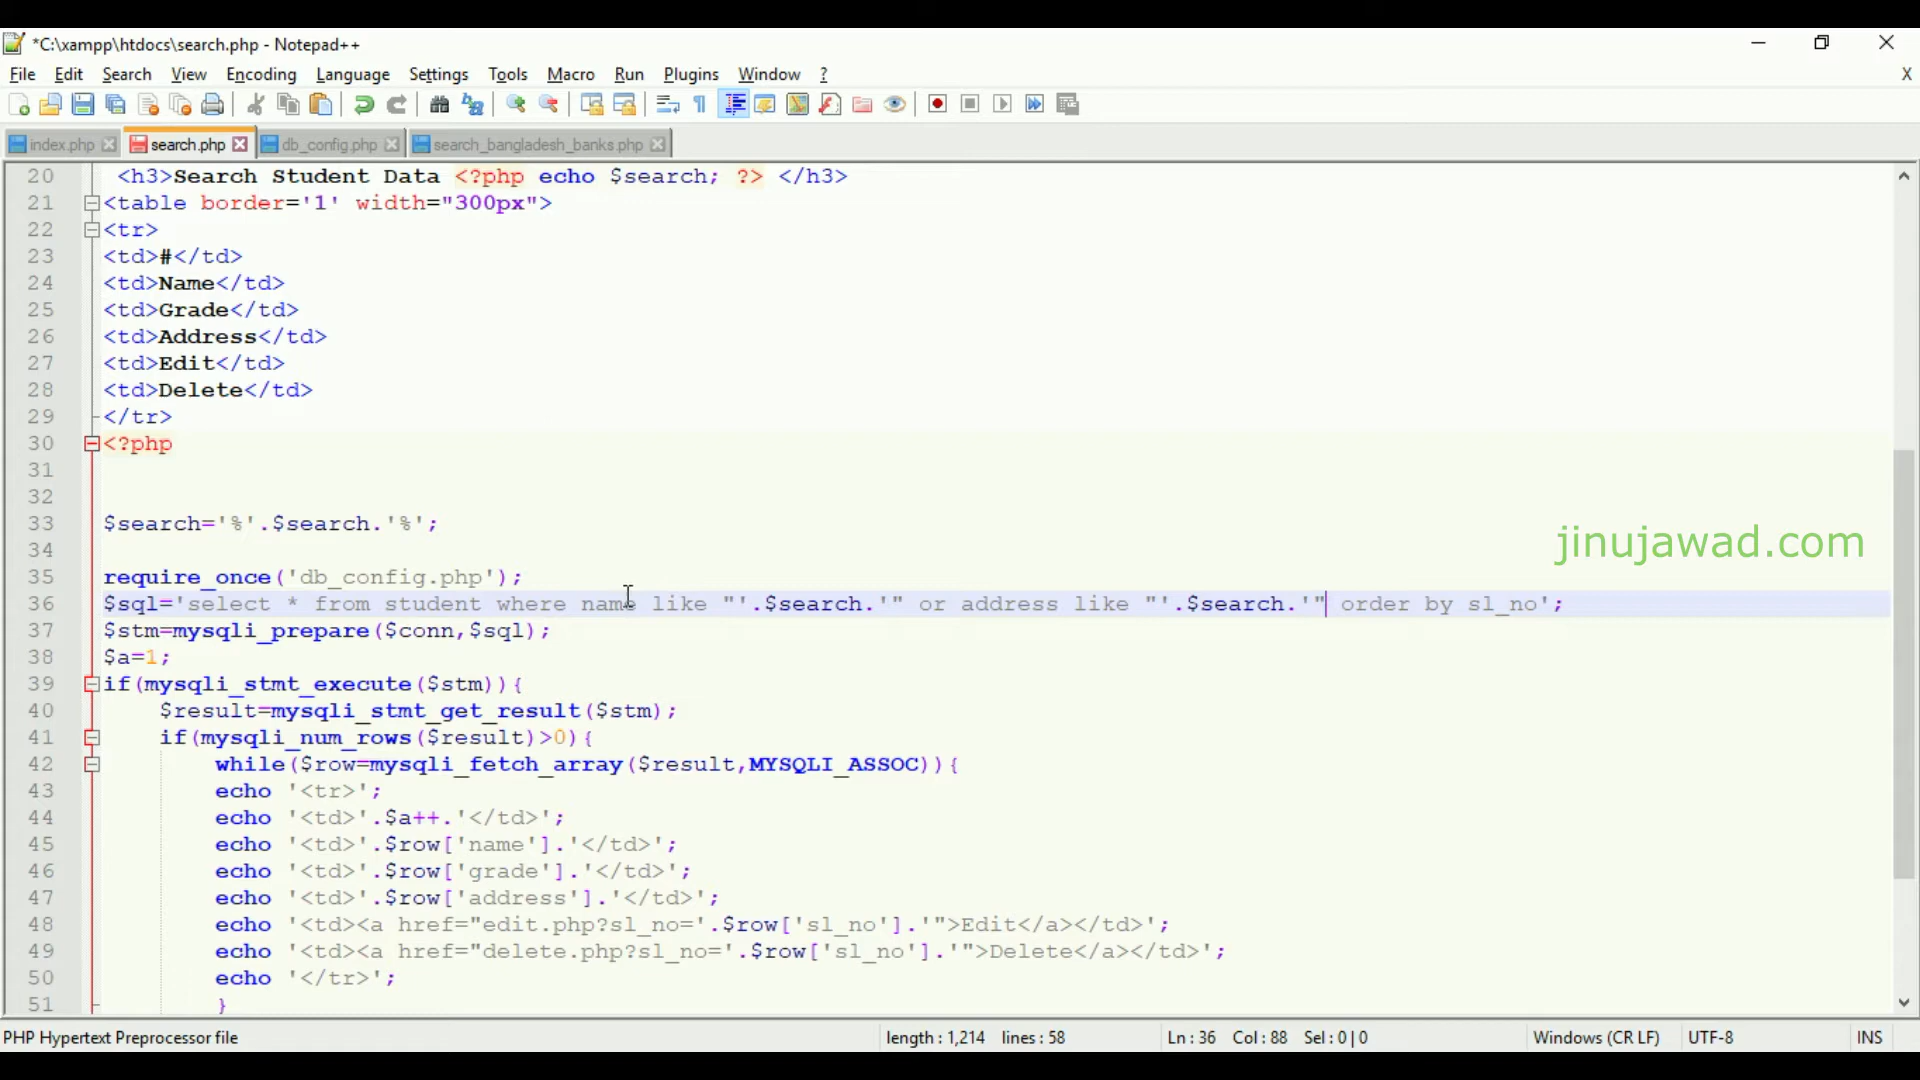 *C:\xampp\htdocs\search.php - Notepad++
File Edit Search View Encoding Language Settings Tools Macro Run Plugins Window ?
X
index.php search.php db_config.php search_bangladesh_banks.php
20 <h3>Search Student Data <?php echo $search; ?> </h3>
21 <table border='1' width="300px">
22 <tr>
23 <td>#</td>
24 <td>Name</td>
25 <td>Grade</td>
26 <td>Address</td>
27 <td>Edit</td>
28 <td>Delete</td>
29 </tr>
30 <?php
31
32
33 $search='%'.$search.'%';
34
jinujawad.com
35 require_once('db_config.php');
36 $sql='select * from student where name like "'.$search.'" or address like "'.$search.'" order by sl_no';
37 $stm=mysqli_prepare($conn,$sql);
38 $a=1;
39 if(mysqli_stmt_execute($stm)){
40 $result=mysqli_stmt_get_result($stm);
41 if(mysqli_num_rows($result)>0){
42 while($row=mysqli_fetch_array($result,MYSQLI_ASSOC)){
43 echo '<tr>';
44 echo '<td>'.$a++.'</td>';
45 echo '<td>'.$row['name'].'</td>';
46 echo '<td>'.$row['grade'].'</td>';
47 echo '<td>'.$row['address'].'</td>';
48 echo '<td><a href="edit.php?sl_no='.$row['sl_no'].'">Edit</a></td>';
49 echo '<td><a href="delete.php?sl_no='.$row['sl_no'].'">Delete</a></td>';
50 echo '</tr>';
51 }
PHP Hypertext Preprocessor file length : 1,214 lines : 58 Ln : 36 Col : 88 Sel : 0 | 0 Windows (CR LF) UTF-8 INS